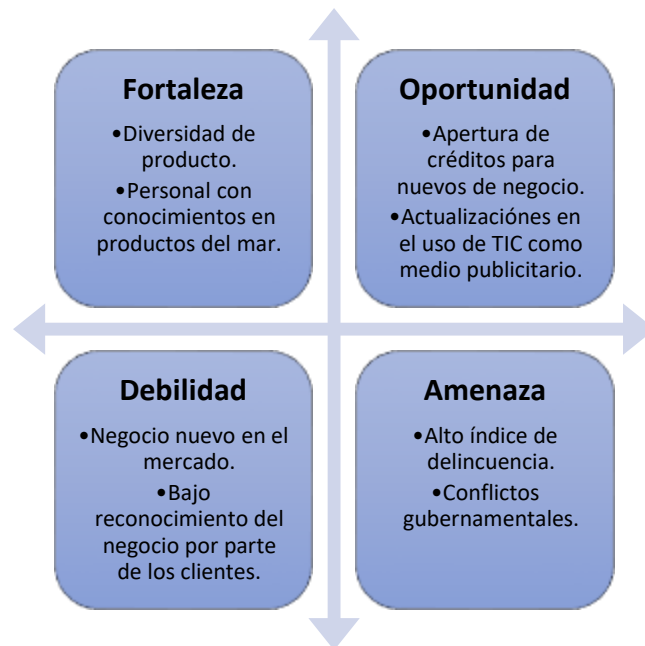 Fortaleza
•Diversidad de
producto.
•Personal con
conocimientos en
productos del mar.
Oportunidad
•Apertura de
créditos para
nuevos de negocio.
•Actualizaciónes en
el uso de TIC como
medio publicitario.
Debilidad
•Negocio nuevo en el
mercado.
•Bajo
reconocimiento del
negocio por parte
de los clientes.
Amenaza
•Alto índice de
delincuencia.
•Conflictos
gubernamentales.